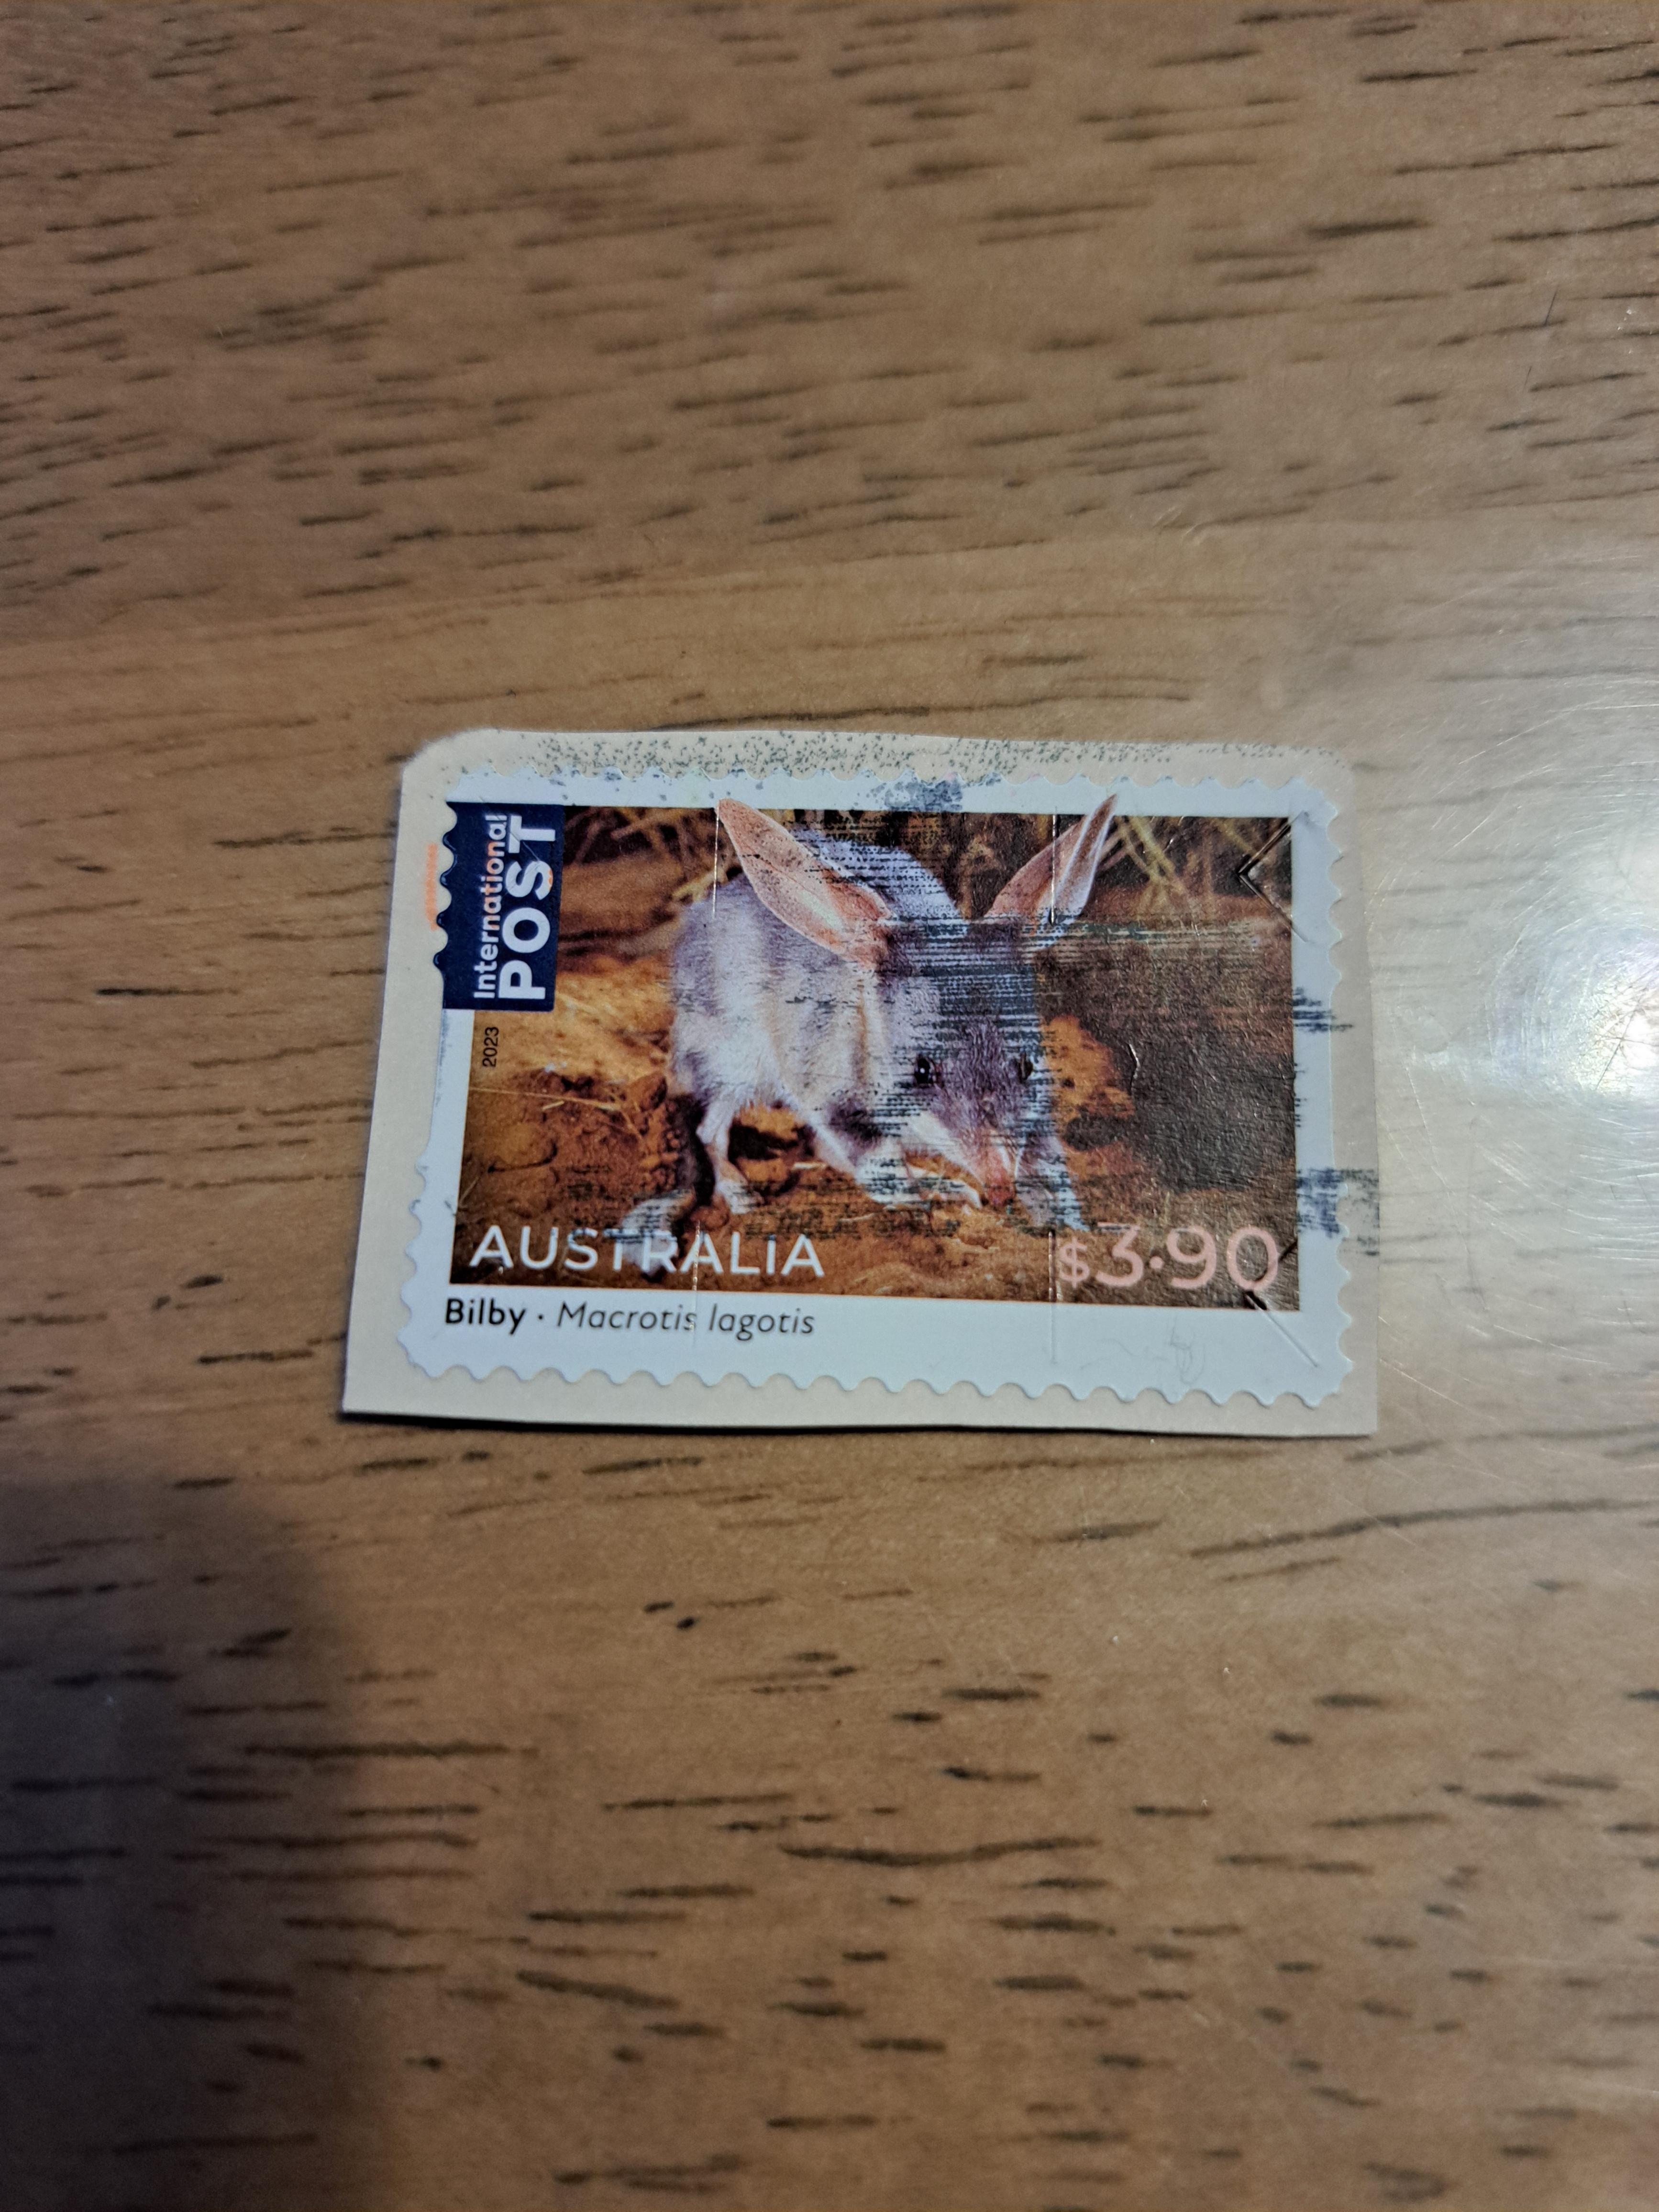 International
POST
2023
AUSTRALIA
$3·90
Bilby · Macrotis lagotis